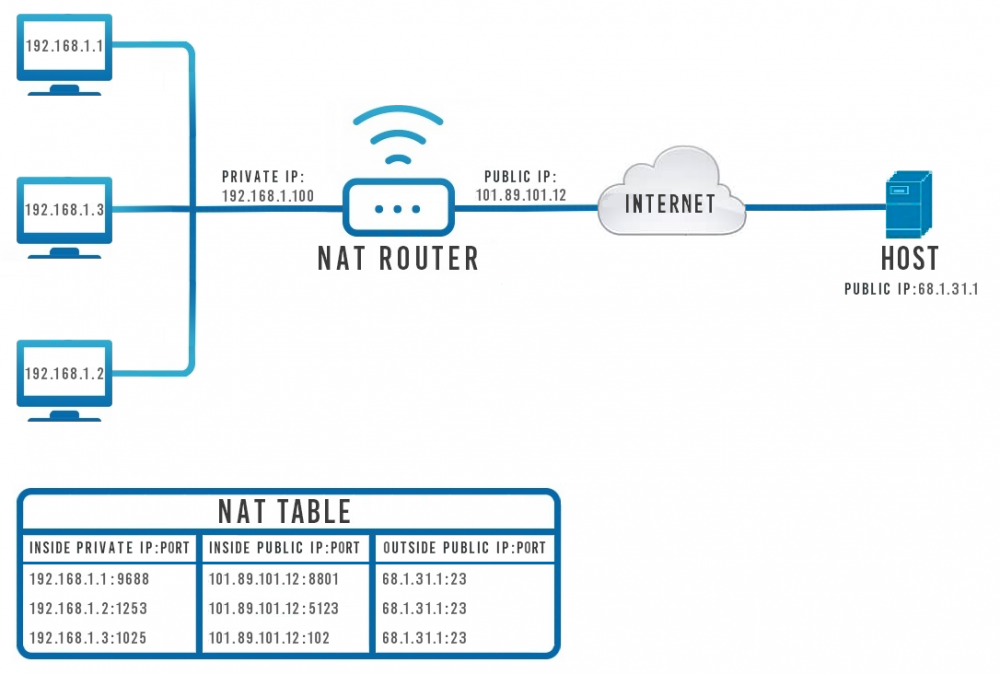 192.168.1.1
192.168.1.3
192.168.1.2
PRIVATE IP:
192.168.1.100
NAT ROUTER
PUBLIC IP:
101.89.101.12
INTERNET
HOST
PUBLIC IP:68.1.31.1
NAT TABLE
INSIDE PRIVATE IP:PORT INSIDE PUBLIC IP:PORT OUTSIDE PUBLIC IP:PORT
192.168.1.1:9688 101.89.101.12:8801 68.1.31.1:23
192.168.1.2:1253 101.89.101.12:5123 68.1.31.1:23
192.168.1.3:1025 101.89.101.12:102 68.1.31.1:23